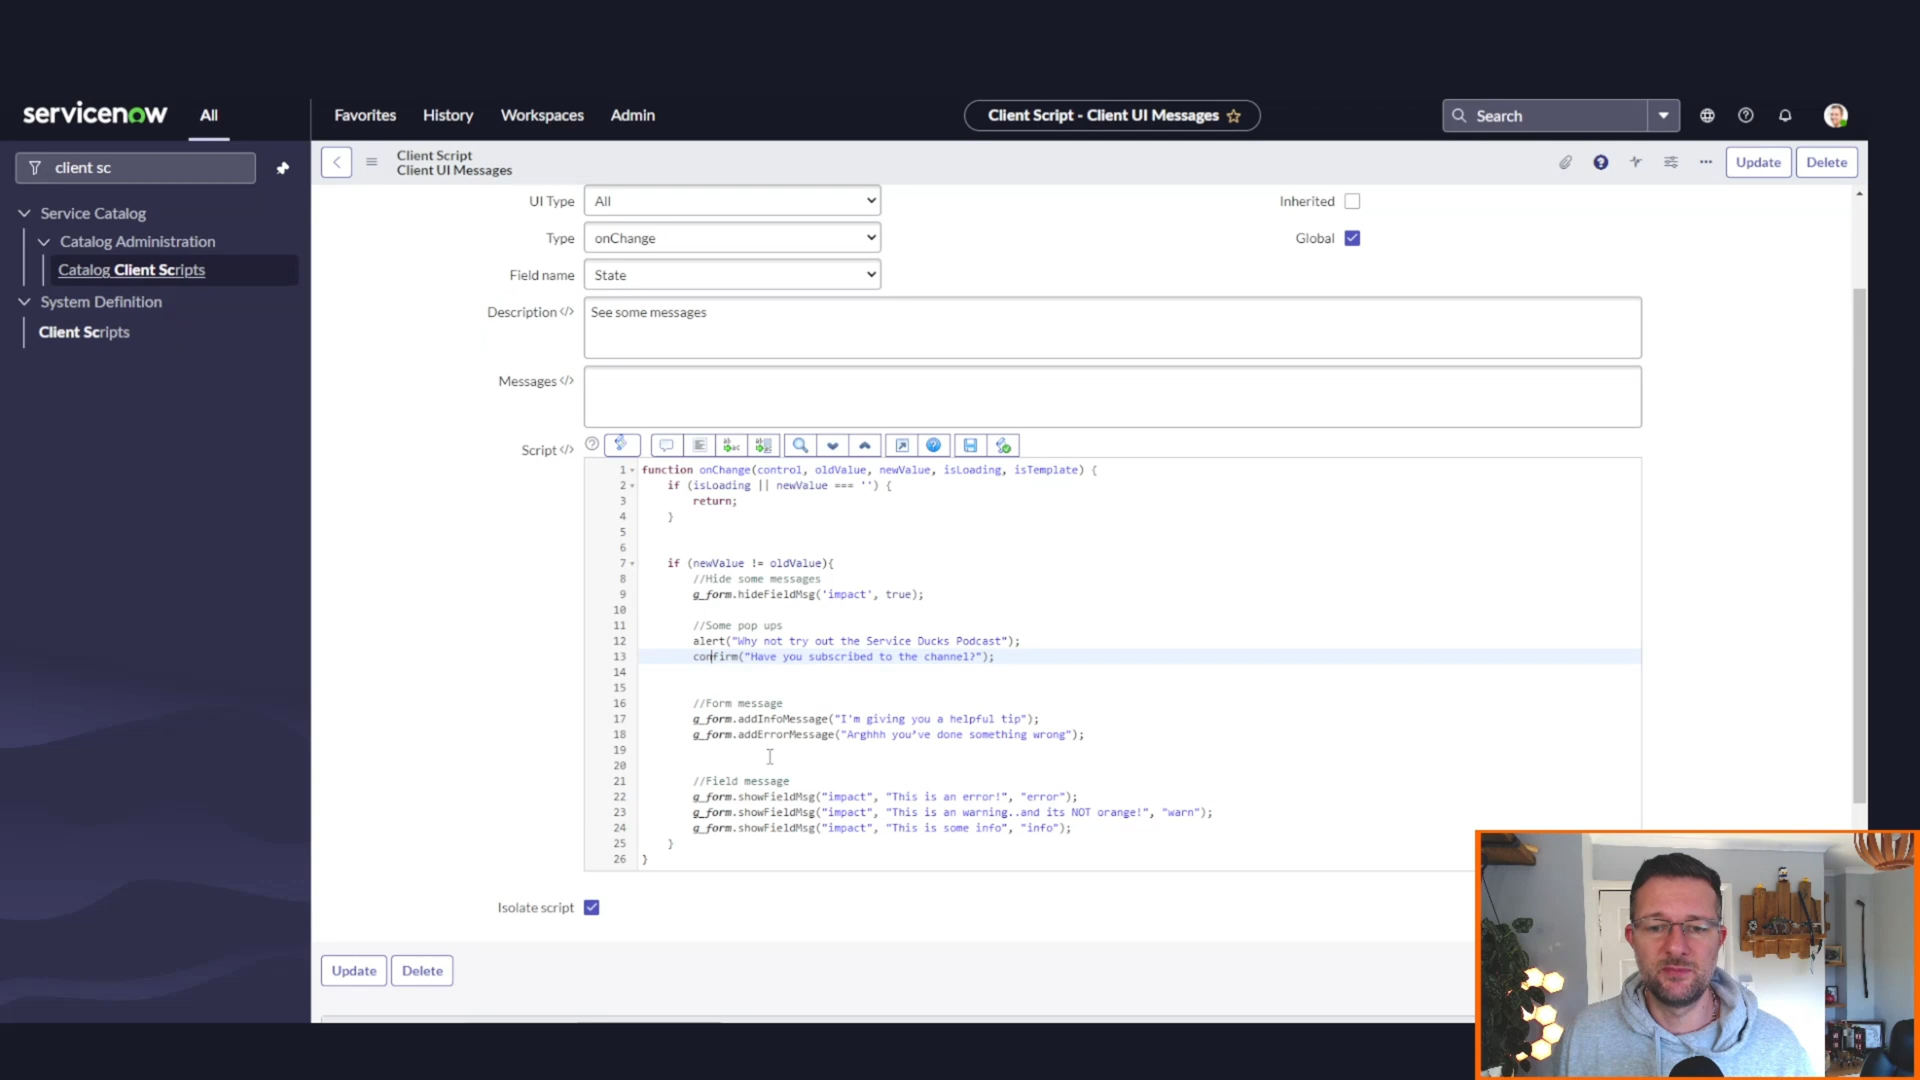 servicenow
All
Favorites
History
Workspaces
Admin
Client Script - Client UI Messages
Search
client sc
Client Script
Client UI Messages
Update
Delete
Service Catalog
Catalog Administration
Catalog Client Scripts
System Definition
Client Scripts
UI Type
All
Inherited
Type
onChange
Global
Field name
State
Description
See some messages
Messages
Script
1 function onChange(control, oldValue, newValue, isLoading, isTemplate) {
2 if (isLoading || newValue === '') {
3 return;
4 }
5
6
7 if (newValue != oldValue){
8 //Hide some messages
9 g_form.hideFieldMsg('impact', true);
10
11 //Some pop ups
12 alert("Why not try out the Service Ducks Podcast");
13 confirm("Have you subscribed to the channel?");
14
15
16 //Form message
17 g_form.addInfoMessage("I'm giving you a helpful tip");
18 g_form.addErrorMessage("Arghhh you've done something wrong");
19
20
21 //Field message
22 g_form.showFieldMsg("impact", "This is an error!", "error");
23 g_form.showFieldMsg("impact", "This is an warning..and its NOT orange!", "warn");
24 g_form.showFieldMsg("impact", "This is some info", "info");
25 }
26 }
Isolate script
Update
Delete